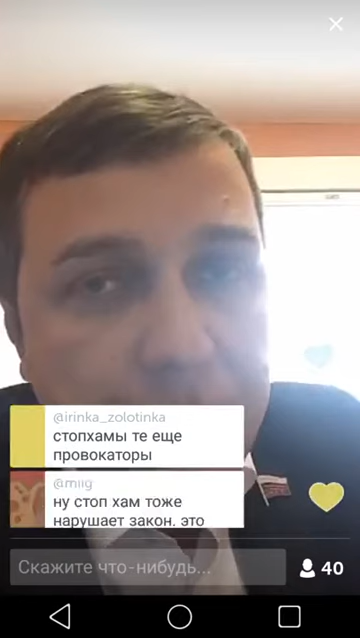 @irinka_zolotinka
стопхамы те еще
провокаторы
@miig
ну стоп хам тоже
нарушает закон. это
Скажите что-нибудь...
40